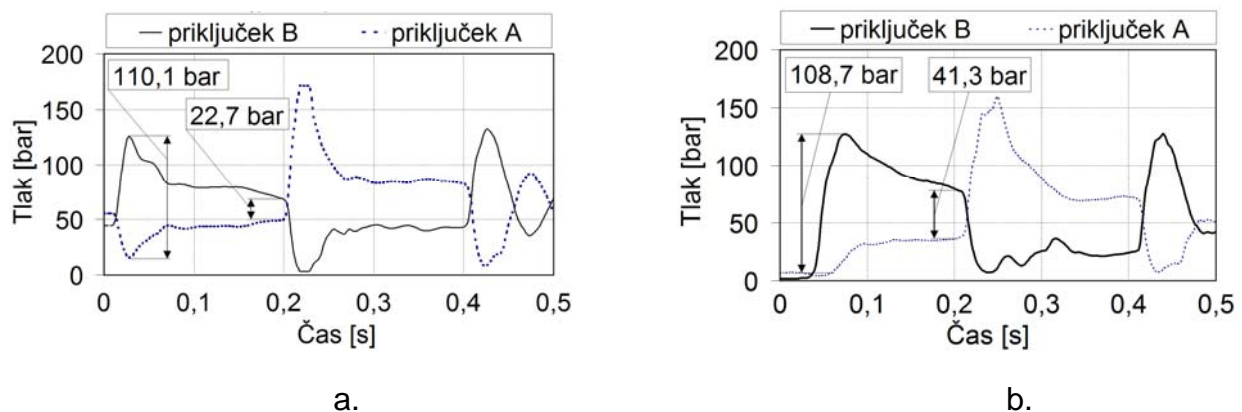 priključek B priključek A
200
150
100
50
0
Tlak [bar]
110,1 bar
22,7 bar
0 0,1 0,2 0,3 0,4 0,5
Čas [s]
a.
priključek B priključek A
200
150
100
50
0
Tlak [bar]
108,7 bar 41,3 bar
0 0,1 0,2 0,3 0,4 0,5
Čas [s]
b.